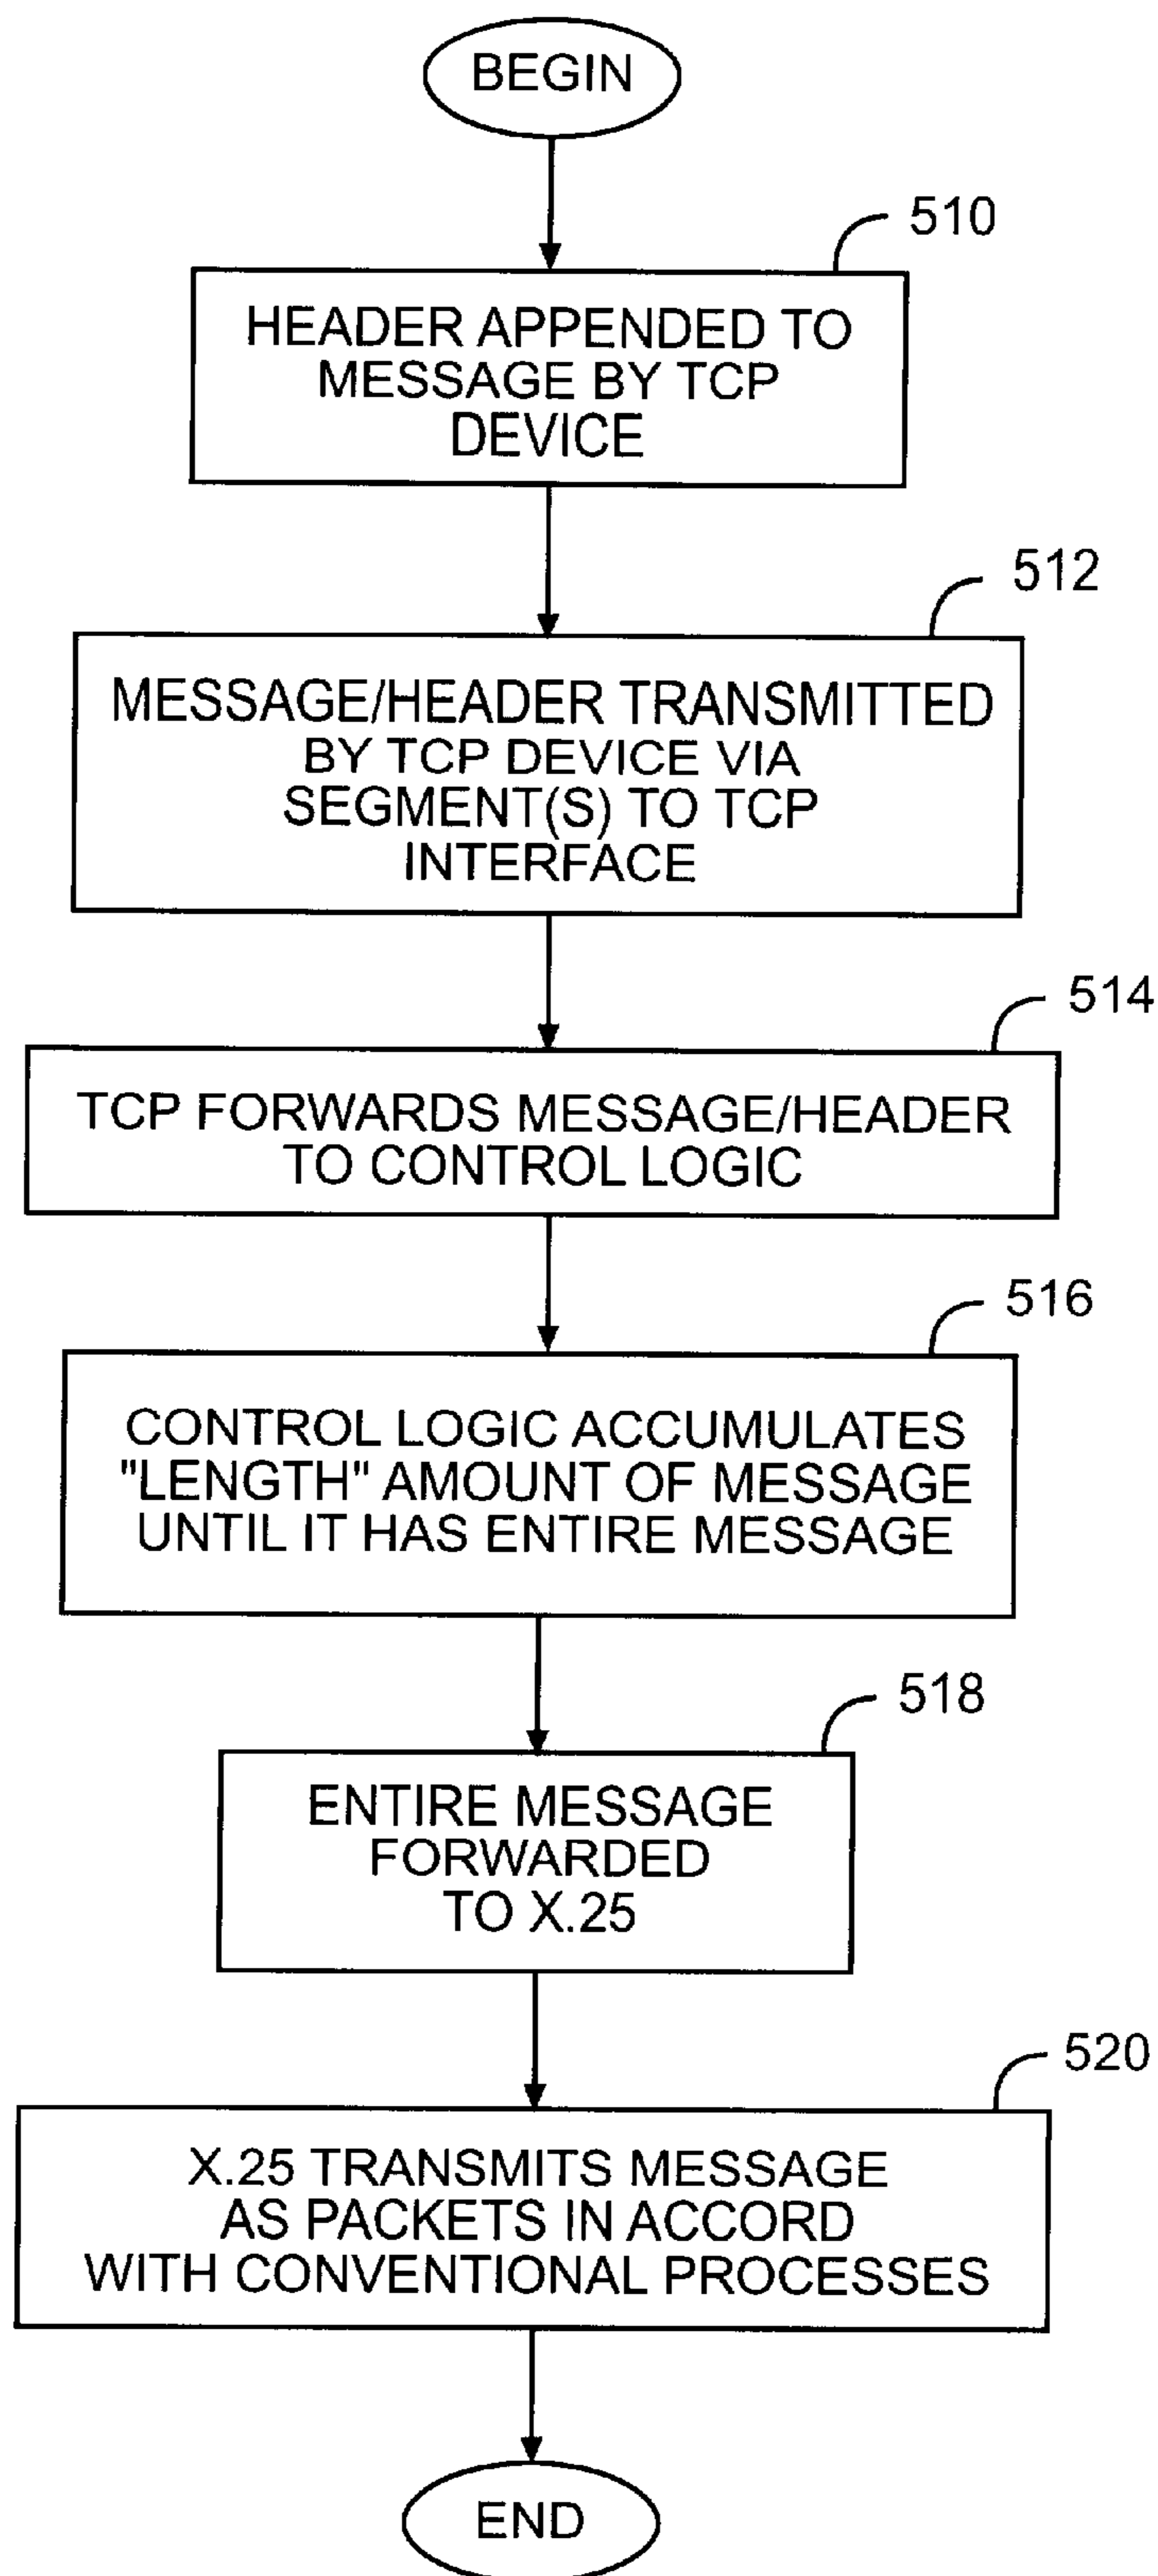 BEGIN
510
HEADER APPENDED TO
MESSAGE BY TCP
DEVICE
512
MESSAGE/HEADER TRANSMITTED
BY TCP DEVICE VIA
SEGMENT(S) TO TCP
INTERFACE
514
TCP FORWARDS MESSAGE/HEADER
TO CONTROL LOGIC
516
CONTROL LOGIC ACCUMULATES
"LENGTH" AMOUNT OF MESSAGE
UNTIL IT HAS ENTIRE MESSAGE
518
ENTIRE MESSAGE
FORWARDED
TO X.25
520
X.25 TRANSMITS MESSAGE
AS PACKETS IN ACCORD
WITH CONVENTIONAL PROCESSES
END